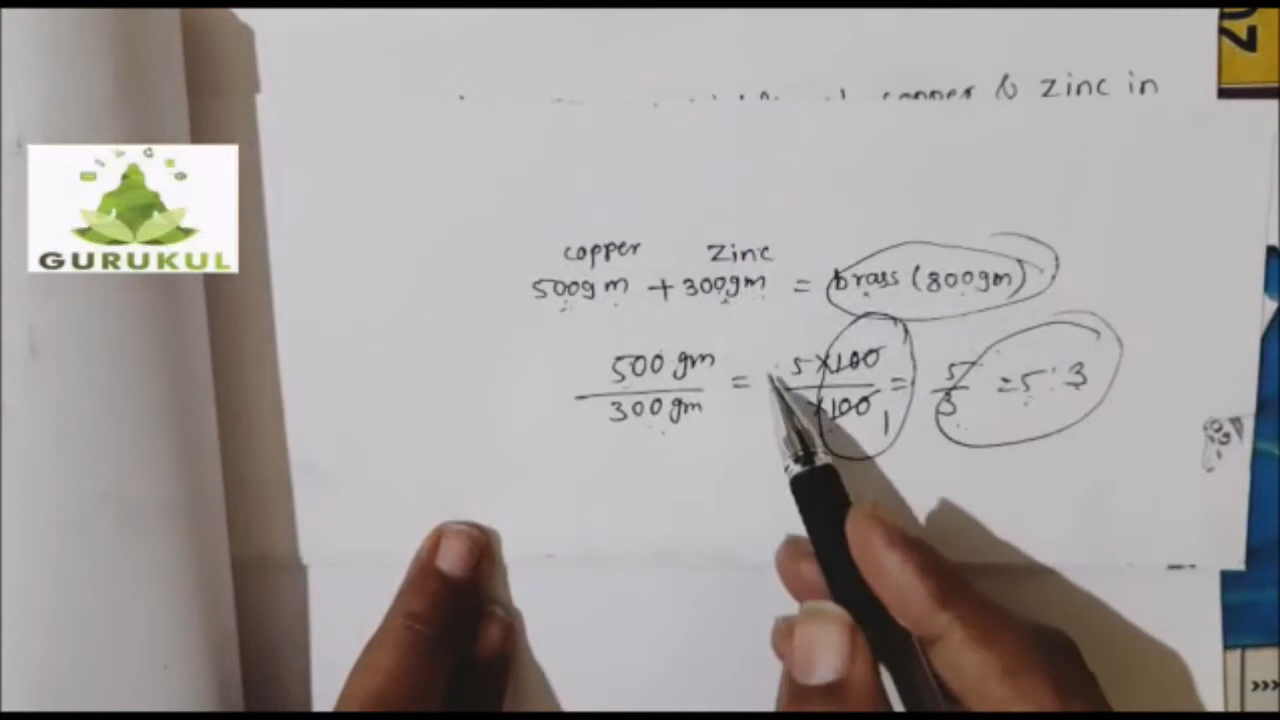 copper & zinc in
GURUKUL
copper zinc
500gm + 300gm = brass (800gm)
500 gm = 5×100 = 5 = 5:3
300 gm ×100 1 3
>>>